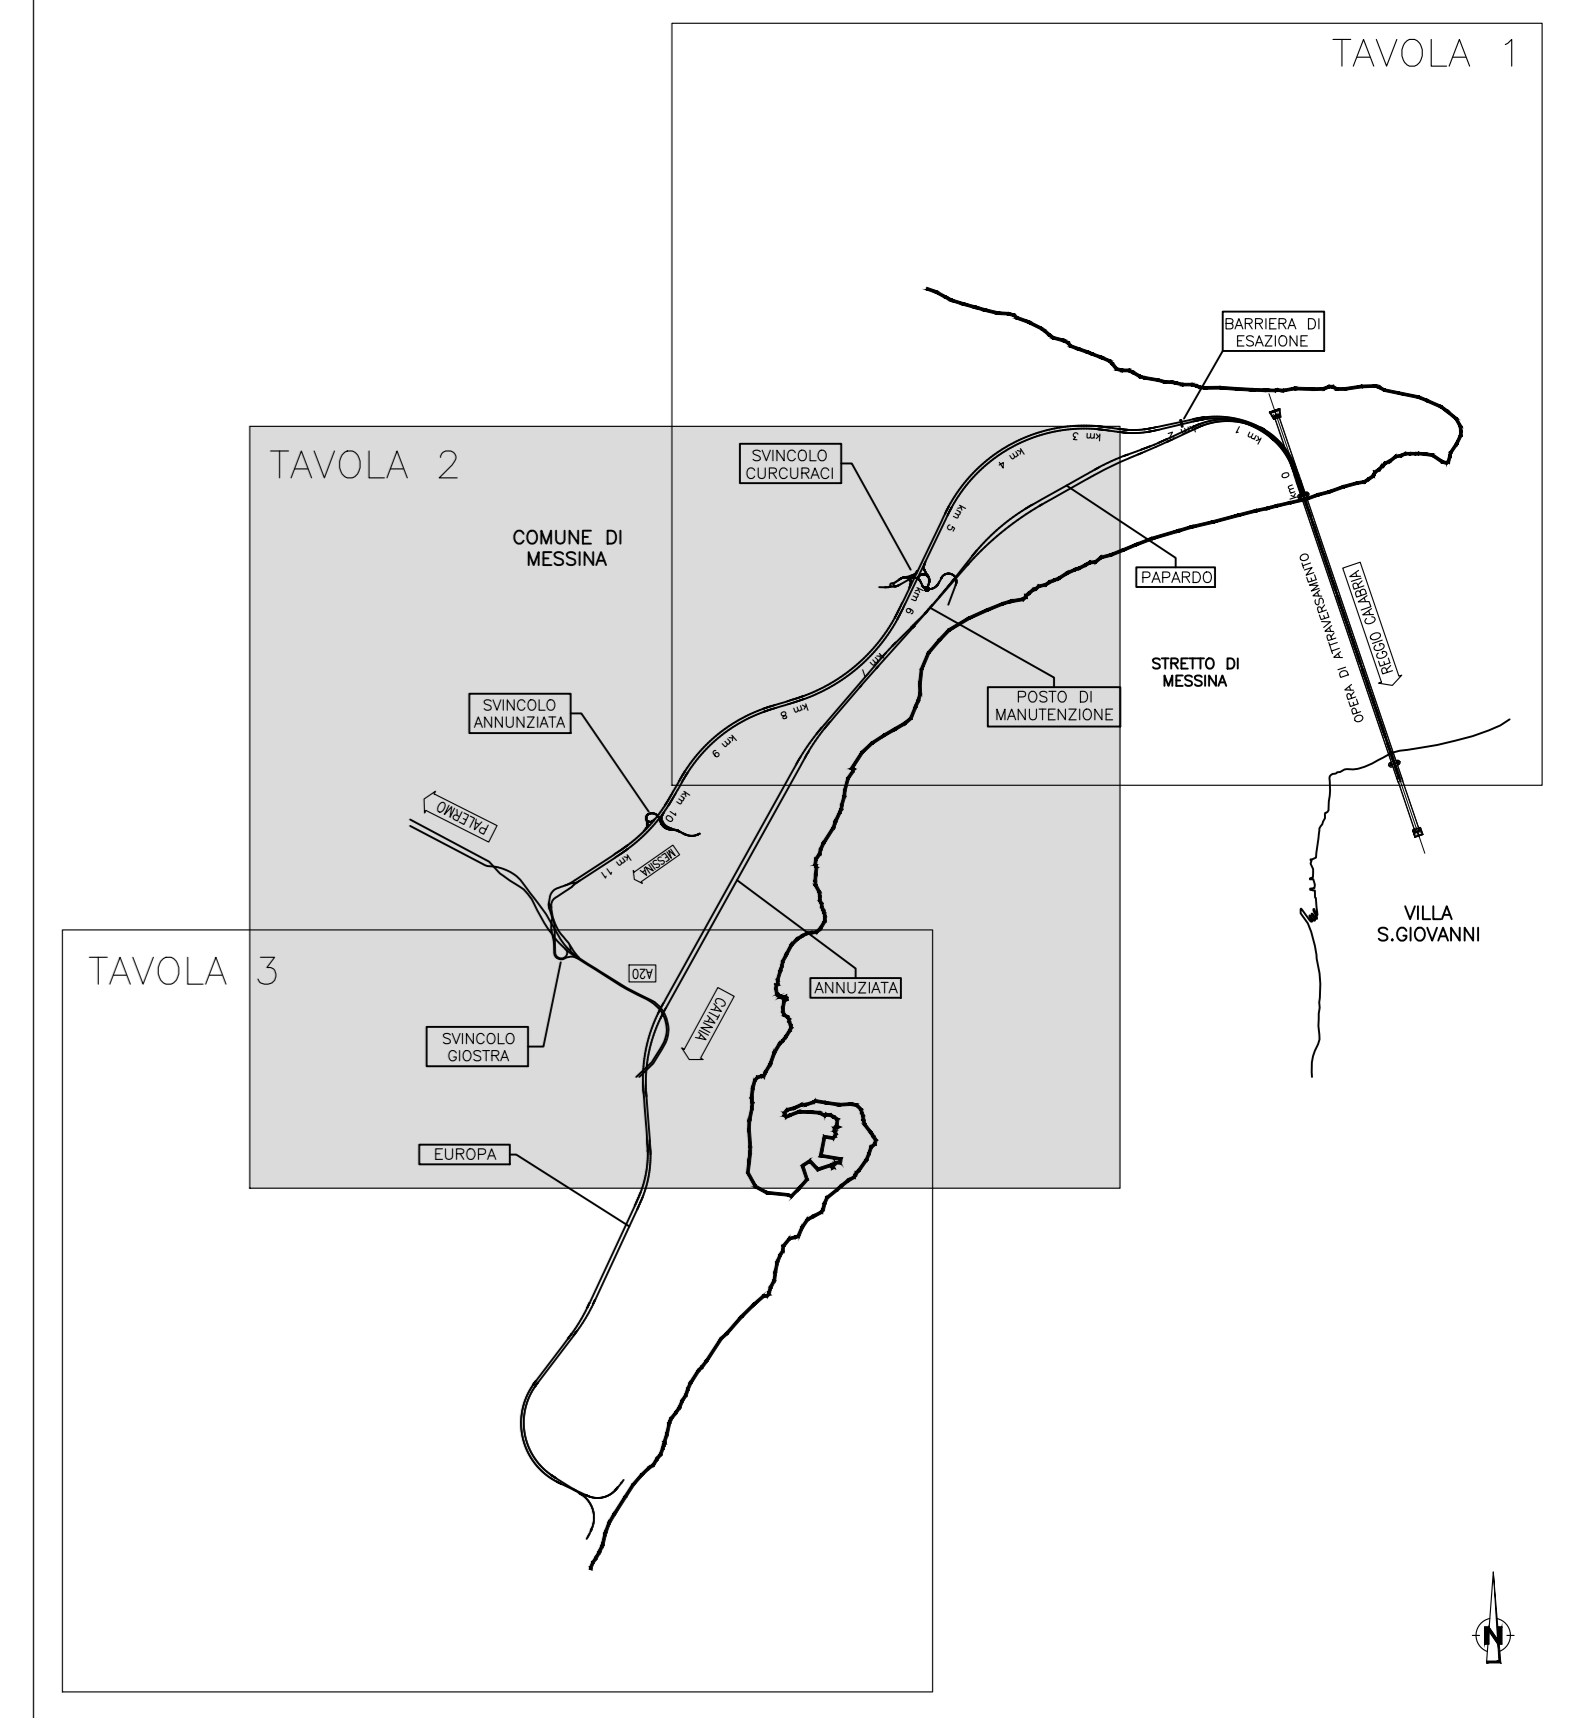 TAVOLA 1
BARRIERA DI
ESAZIONE
km 0
km 1
km 2
km 3
km 4
km 5
km 6
km 7
km 8
km 9
km 10
km 11
TAVOLA 2
SVINCOLO
CURCURACI
COMUNE DI
MESSINA
PAPARDO
OPERA DI ATTRAVERSAMENTO
REGGIO CALABRIA
STRETTO DI
MESSINA
POSTO DI
MANUTENZIONE
SVINCOLO
ANNUNZIATA
PALERMO
MESSINA
VILLA
S.GIOVANNI
TAVOLA 3
A20
ANNUZIATA
CATANIA
SVINCOLO
GIOSTRA
EUROPA
N